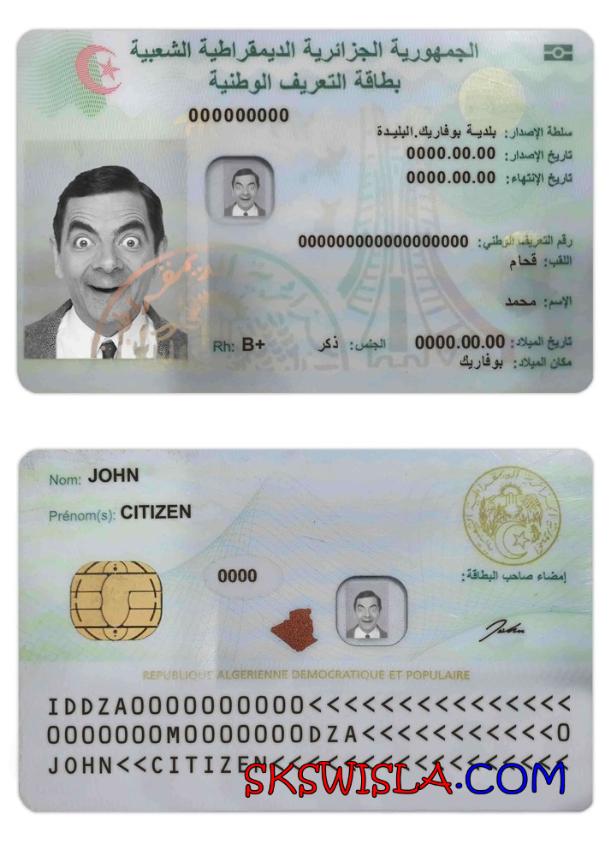 الجمهورية الجزائرية الديمقراطية الشعبية
بطاقة التعريف الوطنية
000000000
سلطة الإصدار: بلدية بوفاريك.البليدة
تاريخ الإصدار: 0000.00.00
تاريخ الإنتهاء: 0000.00.00
رقم التعريف الوطني: 000000000000000000
اللقب: قحام
الإسم: محمد
تاريخ الميلاد: 0000.00.00 الجنس: ذكر Rh: B+
مكان الميلاد: بوفاريك
Nom: JOHN
Prénom(s): CITIZEN
0000
إمضاء صاحب البطاقة:
John
REPUBLIQUE ALGERIENNE DEMOCRATIQUE ET POPULAIRE
IDDZA0000000000<<<<<<<<<<<<<<<
0000000M0000000DZA<<<<<<<<<<<0
JOHN<<CITIZEN<<<<<<<<<<<<<<<<<
SKSWISLA.COM